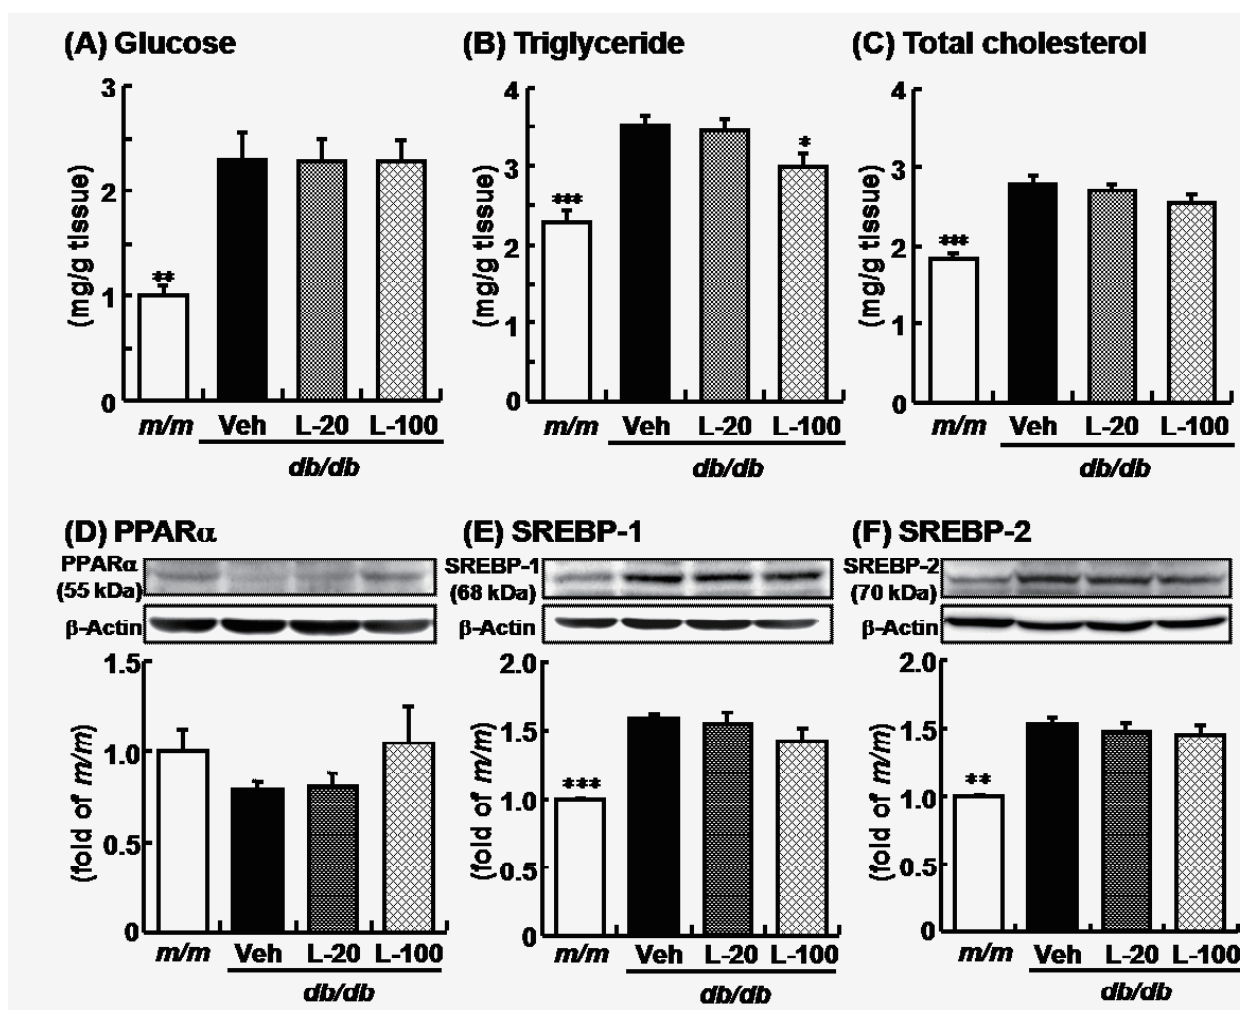 (A) Glucose
(B) Triglyceride
(C) Total cholesterol
3
2
1
0
(mg/g tissue)
**
m/m
Veh
L-20
L-100
db/db
4
3
2
1
0
(mg/g tissue)
***
*
m/m
Veh
L-20
L-100
db/db
4
3
2
1
0
(mg/g tissue)
***
m/m
Veh
L-20
L-100
db/db
(D) PPARα
PPARα
(55 kDa)
β-Actin
1.5
1.0
0.5
0
(fold of m/m)
m/m
Veh
L-20
L-100
db/db
(E) SREBP-1
SREBP-1
(68 kDa)
β-Actin
2.0
1.5
1.0
0.5
0
(fold of m/m)
***
m/m
Veh
L-20
L-100
db/db
(F) SREBP-2
SREBP-2
(70 kDa)
β-Actin
2.0
1.5
1.0
0.5
0
(fold of m/m)
**
m/m
Veh
L-20
L-100
db/db